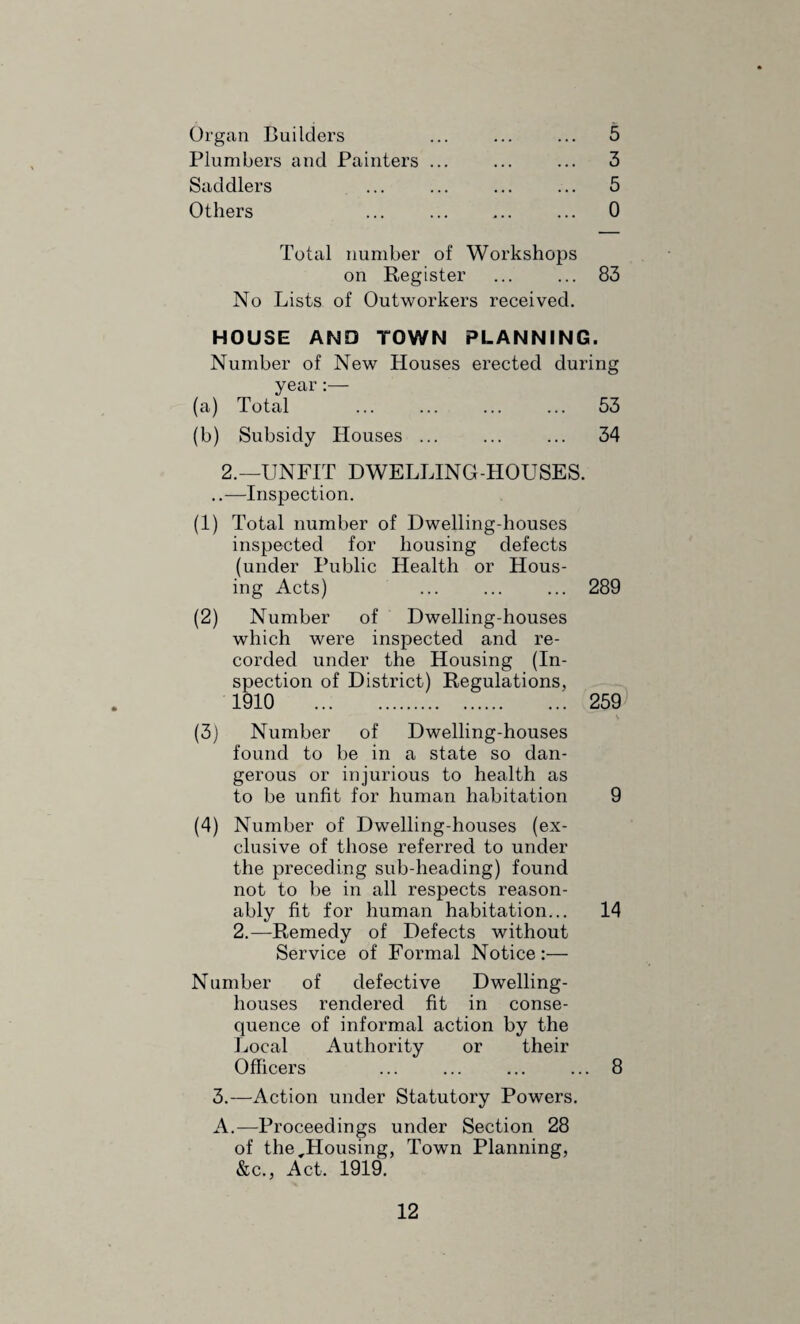 Organ Builders ... ... ... 5
Plumbers and Painters ... ... ... 3
Saddlers ... ... ... ... 5
Others ... ... ... ... 0
Total number of Workshops
on Register ... ... 83
No Lists of Outworkers received.
HOUSE AND TOWN PLANNING.
Number of New Houses erected during
year :—
(a) Total ... ... ... ... 53
(b) Subsidy Houses ... ... ... 34
2.—UNFIT DWELLING-HOUSES.
..—Inspection.
(1) Total number of Dwelling-houses
inspected for housing defects
(under Public Health or Hous-
ing Acts) ... ... ... 289
(2) Number of Dwelling-houses
which were inspected and re-
corded under the Housing (In-
spection of District) Regulations,
1910 ... ......... ...... ... 259
(3) Number of Dwelling-houses
found to be in a state so dan-
gerous or injurious to health as
to be unfit for human habitation 9
(4) Number of Dwelling-houses (ex-
clusive of those referred to under
the preceding sub-heading) found
not to be in all respects reason-
ably fit for human habitation... 14
2.—Remedy of Defects without
Service of Formal Notice :—
Number of defective Dwelling-
houses rendered fit in conse-
quence of informal action by the
Local Authority or their
Officers ... ... ... ... 8
3.—Action under Statutory Powers.
A.—Proceedings under Section 28
of the Housing, Town Planning,
&c., Act. 1919.
12